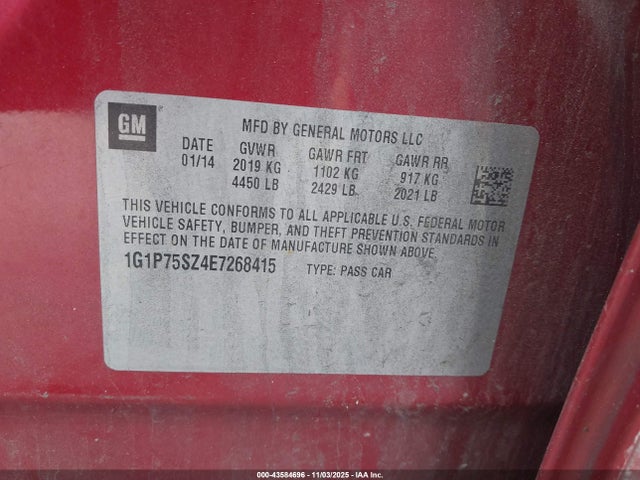 GM
MFD BY GENERAL MOTORS LLC
DATE GVWR GAWR FRT GAWR RR
01/14 2019 KG 1102 KG 917 KG
4450 LB 2429 LB 2021 LB
THIS VEHICLE CONFORMS TO ALL APPLICABLE U.S. FEDERAL MOTOR
VEHICLE SAFETY, BUMPER, AND THEFT PREVENTION STANDARDS IN
EFFECT ON THE DATE OF MANUFACTURE SHOWN ABOVE.
1G1P75SZ4E7268415 TYPE: PASS CAR
000-43584696 - 11/03/2025 - IAA Inc.